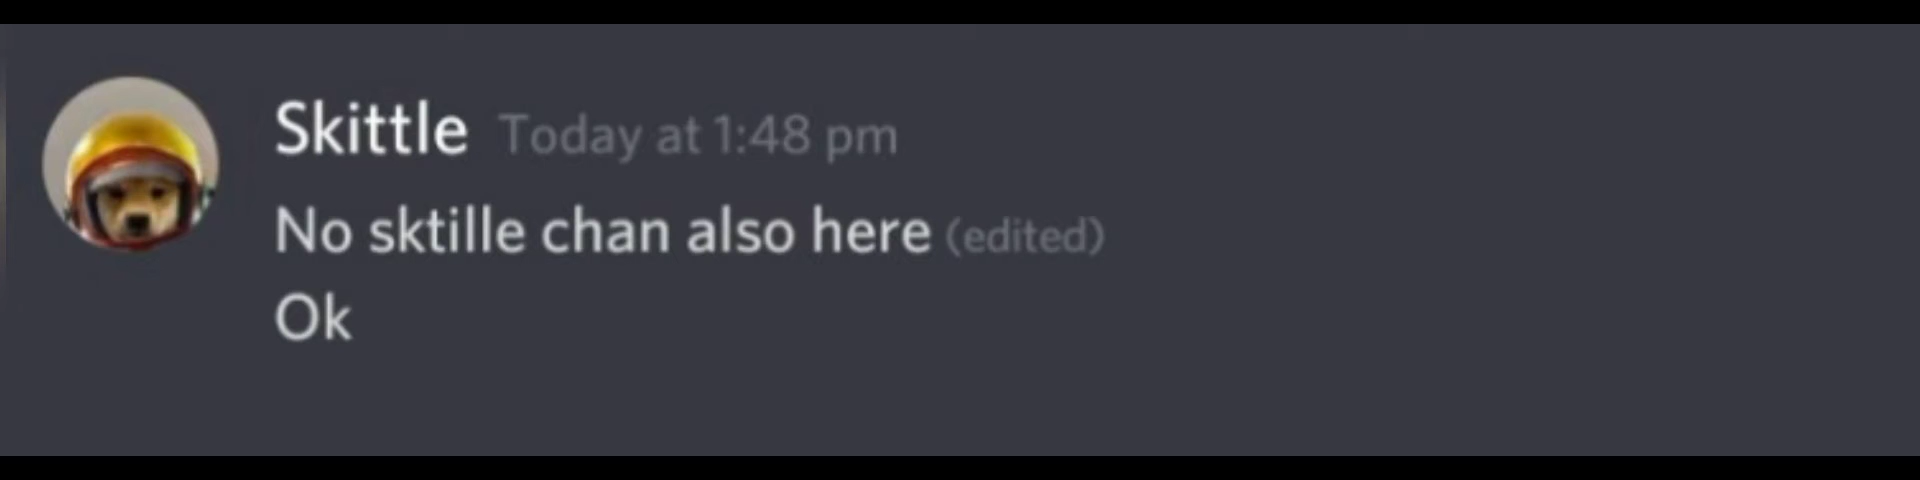 Skittle Today at 1:48 pm
No sktille chan also here (edited)
Ok